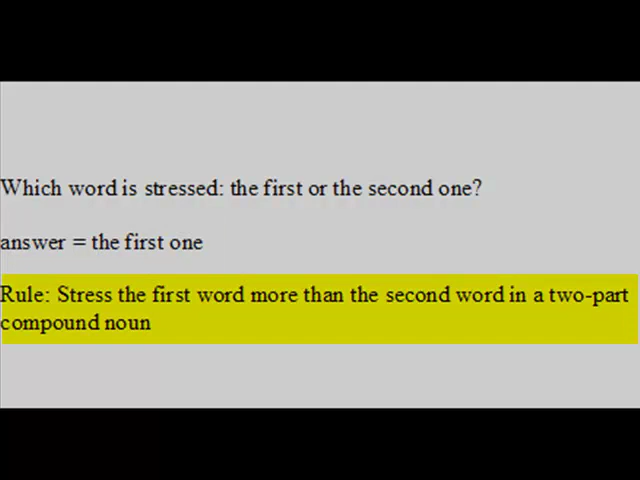 Which word is stressed: the first or the second one?
answer = the first one
Rule: Stress the first word more than the second word in a two-part
compound noun